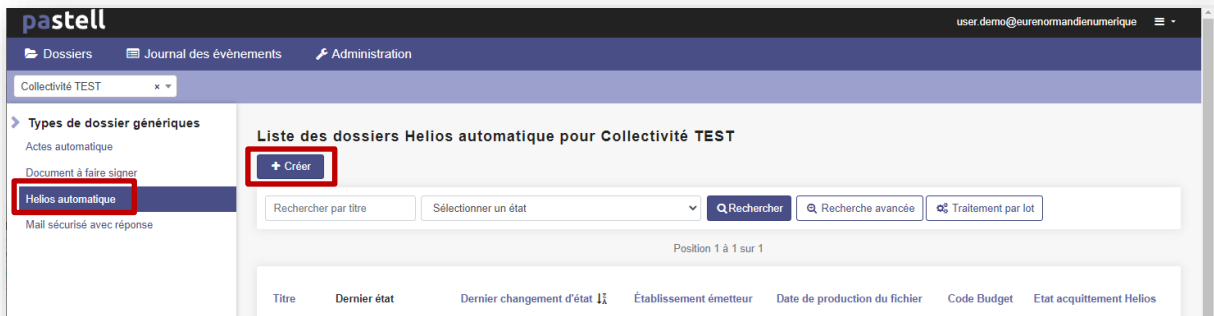 pastell
user.demo@eurenormandienumerique
Dossiers Journal des évènements Administration
Collectivité TEST
Types de dossier génériques
Actes automatique
Document à faire signer
Helios automatique
Mail sécurisé avec réponse
Liste des dossiers Helios automatique pour Collectivité TEST
+ Créer
Rechercher par titre Sélectionner un état Rechercher Recherche avancée Traitement par lot
Position 1 à 1 sur 1
Titre Dernier état Dernier changement d'état Établissement émetteur Date de production du fichier Code Budget Etat acquittement Helios